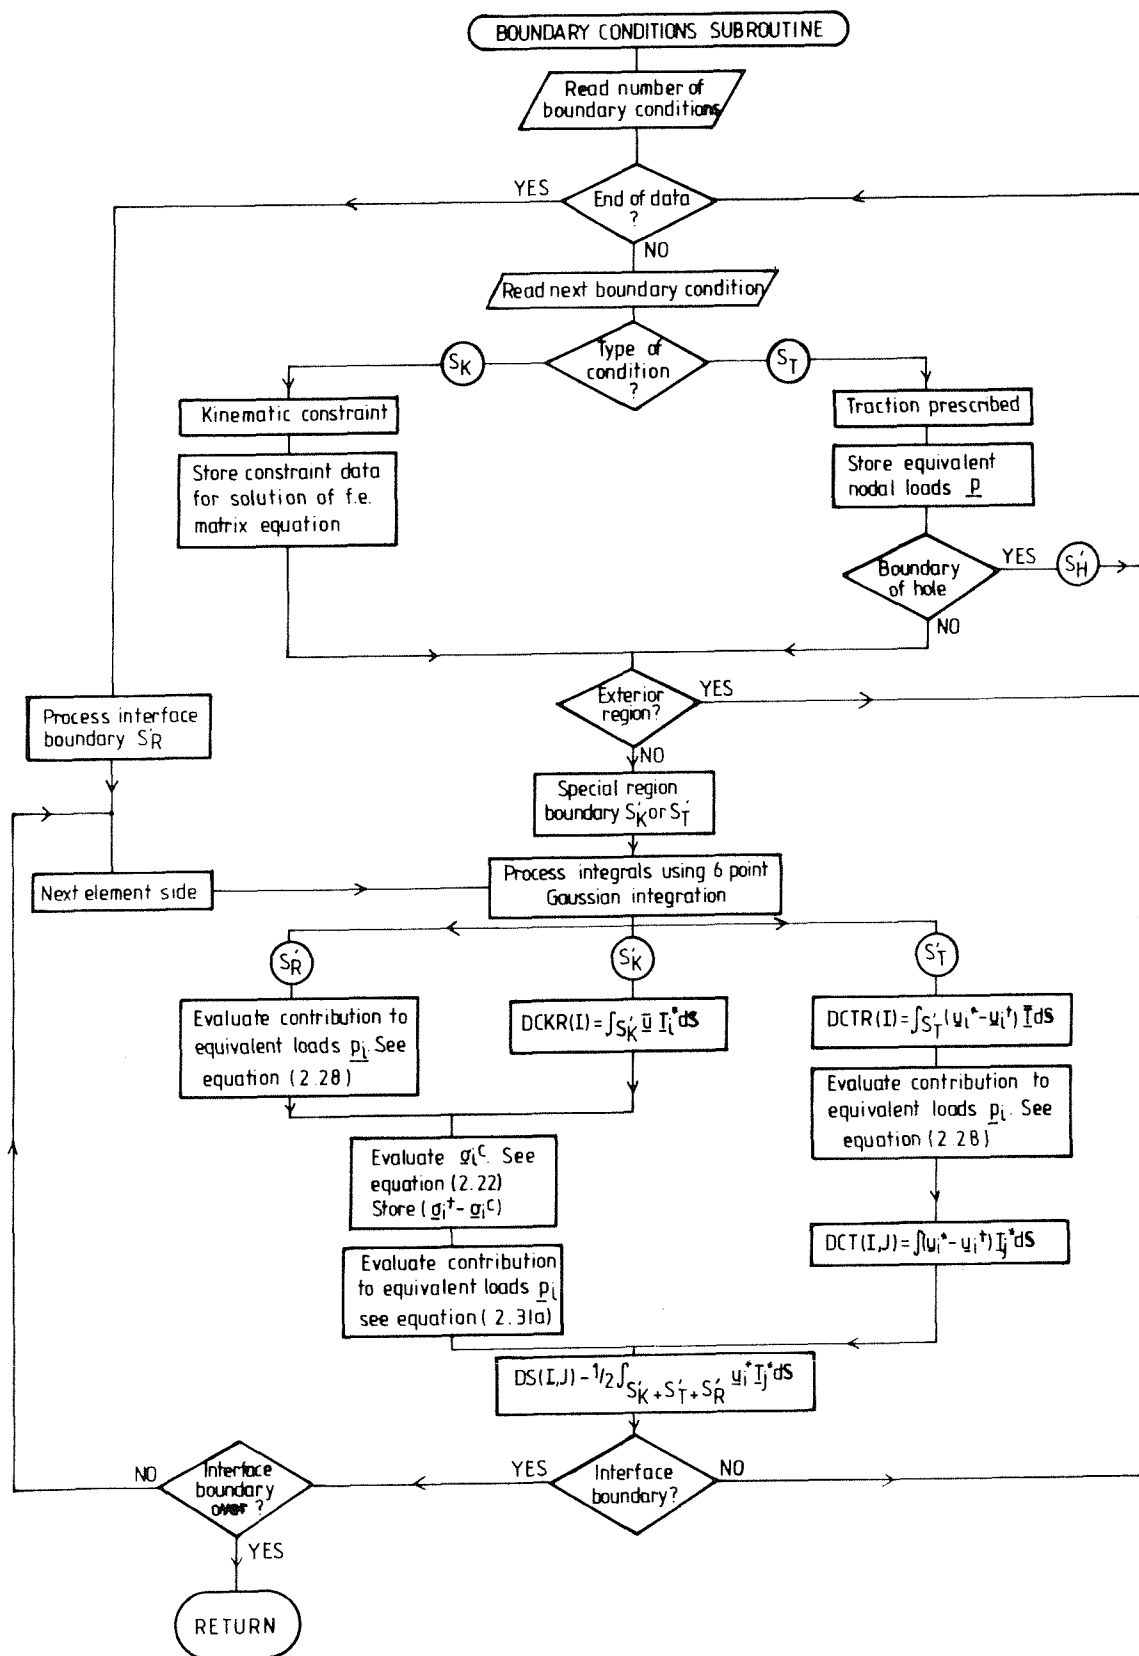 BOUNDARY CONDITIONS SUBROUTINE
Read number of
boundary conditions
YES
End of data
?
NO
Read next boundary condition
S_K
Type of
condition
?
S_T
Kinematic constraint
Traction prescribed
Store constraint data
for solution of f.e.
matrix equation
Store equivalent
nodal loads p
Boundary
of hole
YES
S'_H
NO
Exterior
region?
YES
NO
Process interface
boundary S'_R
Special region
boundary S'_K or S'_T
Next element side
Process integrals using 6 point
Gaussian integration
S'_R
S'_K
S'_T
Evaluate contribution to
equivalent loads p_i. See
equation (2.28)
DCKR(I) = ∫_{S'_K} ū T_i* dS
DCTR(I) = ∫_{S'_T} (u_i* - u_i†) T̄ dS
Evaluate contribution to
equivalent loads p_i. See
equation (2.28)
Evaluate σ_i^c. See
equation (2.22)
Store (σ_i† - σ_i^c)
DCT(I,J) = ∫(u_i* - u_i†) T_j* dS
Evaluate contribution
to equivalent loads p_i
see equation (2.31a)
DS(I,J) - 1/2 ∫_{S'_K + S'_T + S'_R} u_i* T_j* dS
NO
Interface
boundary
over ?
YES
Interface
boundary?
NO
YES
RETURN